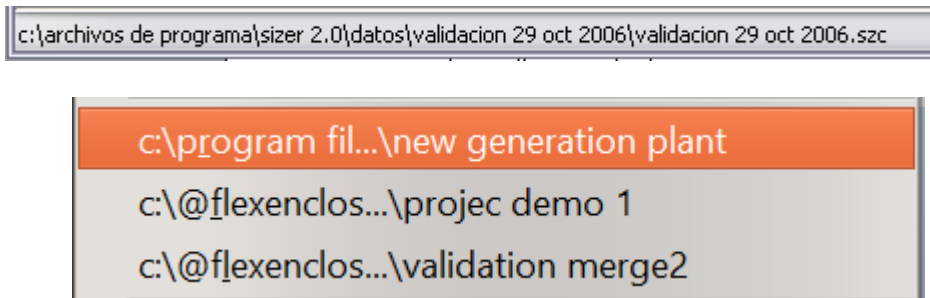 c:\archivos de programa\sizer 2.0\datos\validacion 29 oct 2006\validacion 29 oct 2006.szc
c:\program fil...\new generation plant
c:\@flexenclos...\projec demo 1
c:\@flexenclos...\validation merge2